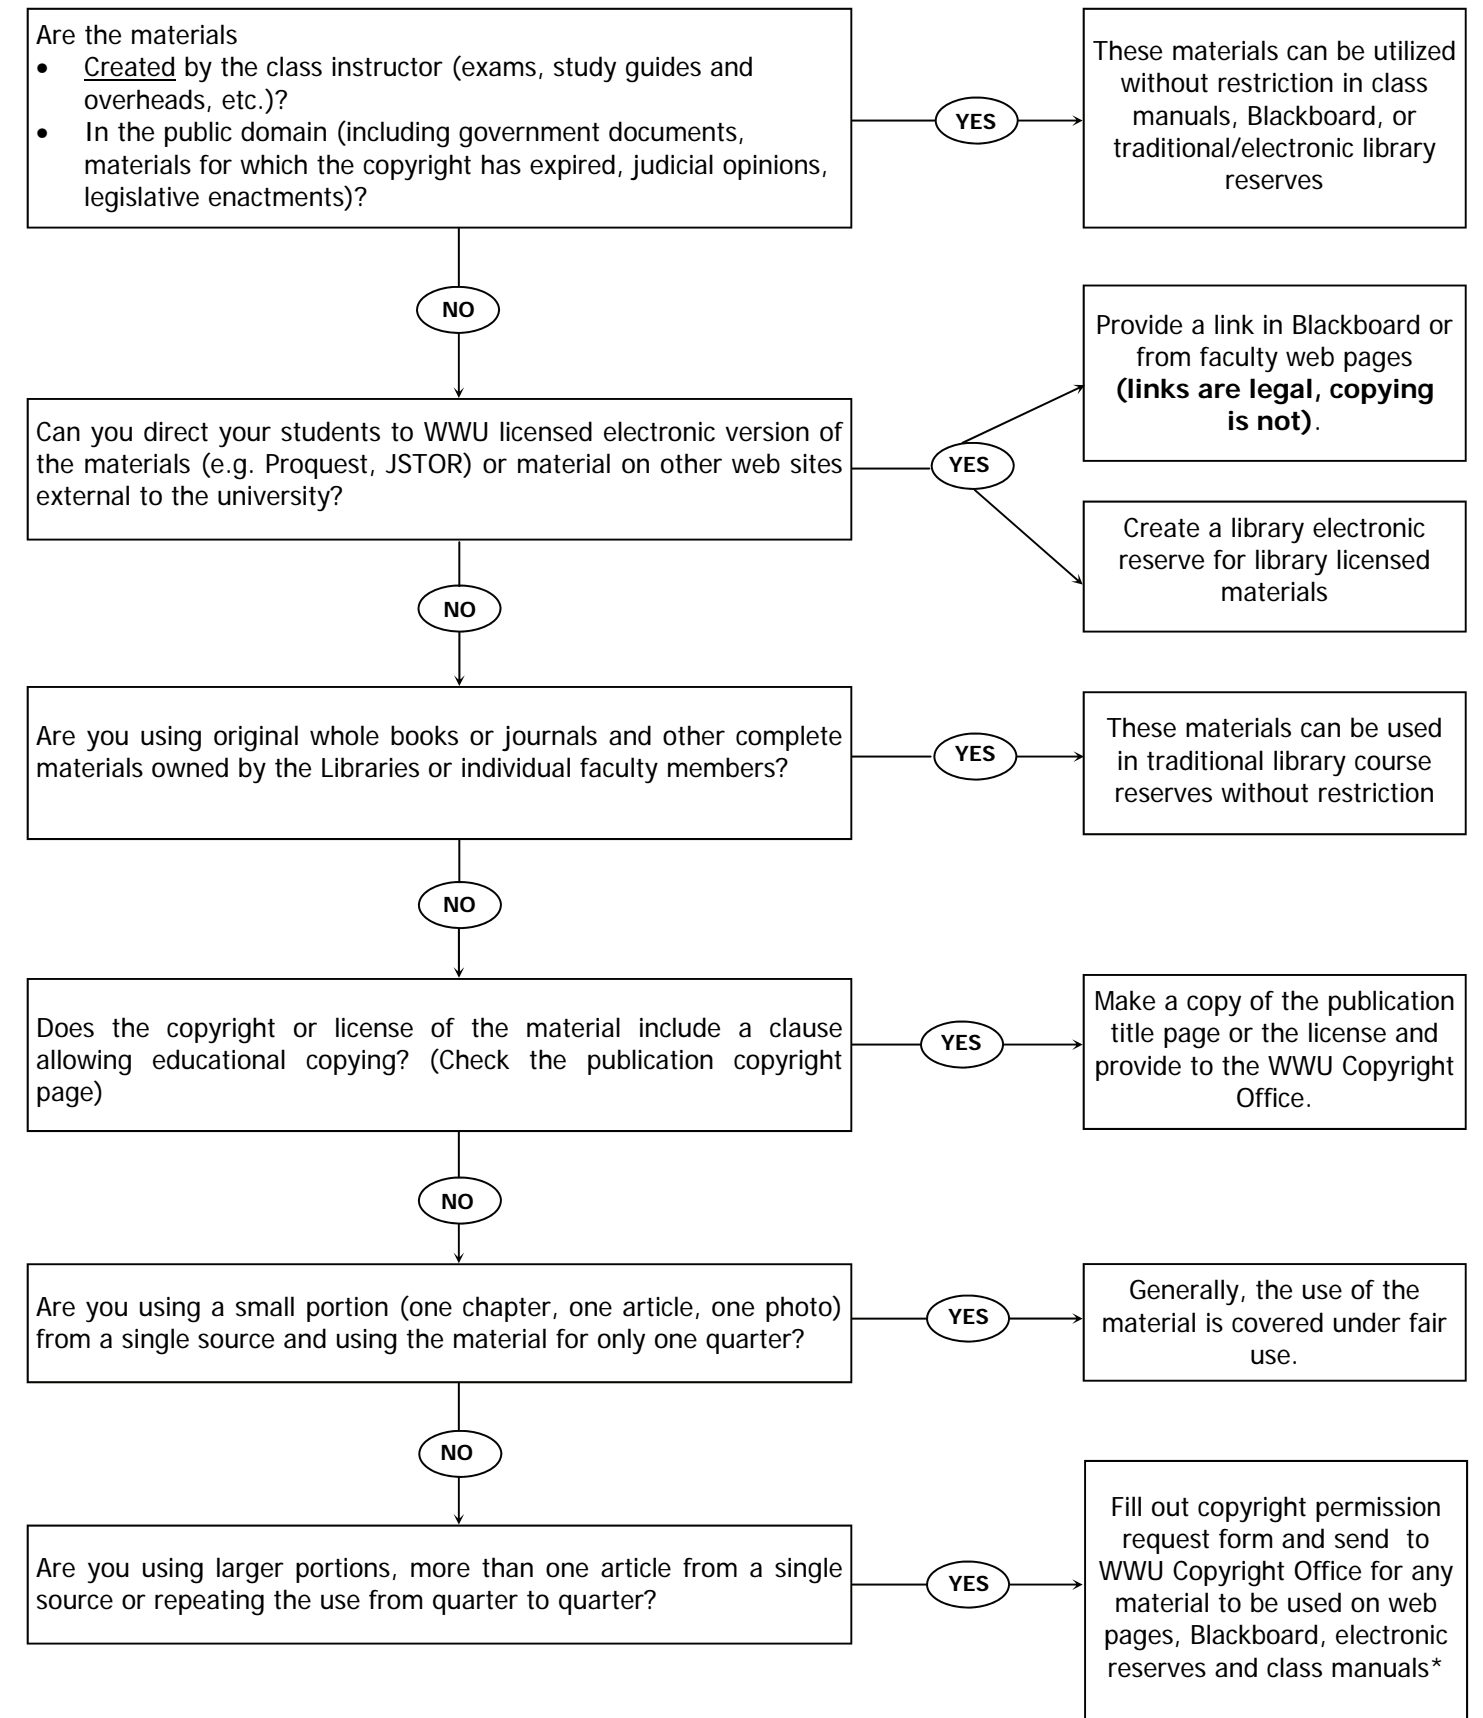 Are the materials
• Created by the class instructor (exams, study guides and
overheads, etc.)?
• In the public domain (including government documents,
materials for which the copyright has expired, judicial opinions,
legislative enactments)?
YES
These materials can be utilized
without restriction in class
manuals, Blackboard, or
traditional/electronic library
reserves
NO
Can you direct your students to WWU licensed electronic version of
the materials (e.g. Proquest, JSTOR) or material on other web sites
external to the university?
YES
Provide a link in Blackboard or
from faculty web pages
(links are legal, copying
is not).
Create a library electronic
reserve for library licensed
materials
NO
Are you using original whole books or journals and other complete
materials owned by the Libraries or individual faculty members?
YES
These materials can be used
in traditional library course
reserves without restriction
NO
Does the copyright or license of the material include a clause
allowing educational copying? (Check the publication copyright
page)
YES
Make a copy of the publication
title page or the license and
provide to the WWU Copyright
Office.
NO
Are you using a small portion (one chapter, one article, one photo)
from a single source and using the material for only one quarter?
YES
Generally, the use of the
material is covered under fair
use.
NO
Are you using larger portions, more than one article from a single
source or repeating the use from quarter to quarter?
YES
Fill out copyright permission
request form and send to
WWU Copyright Office for any
material to be used on web
pages, Blackboard, electronic
reserves and class manuals*